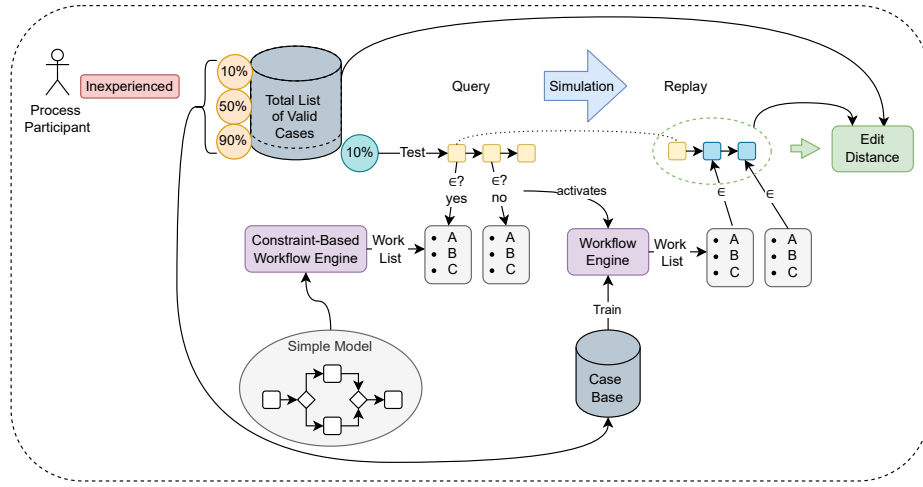 Process
Participant
Inexperienced
10%
50%
90%
Total List
of Valid
Cases
10%
Test
Query
Simulation
Replay
Edit
Distance
∈?
yes
∈?
no
activates
∈
∈
Constraint-Based
Workflow Engine
Work
List
• A
• B
• C
• A
• B
• C
Workflow
Engine
Work
List
• A
• B
• C
• A
• B
• C
Train
Simple Model
Case
Base